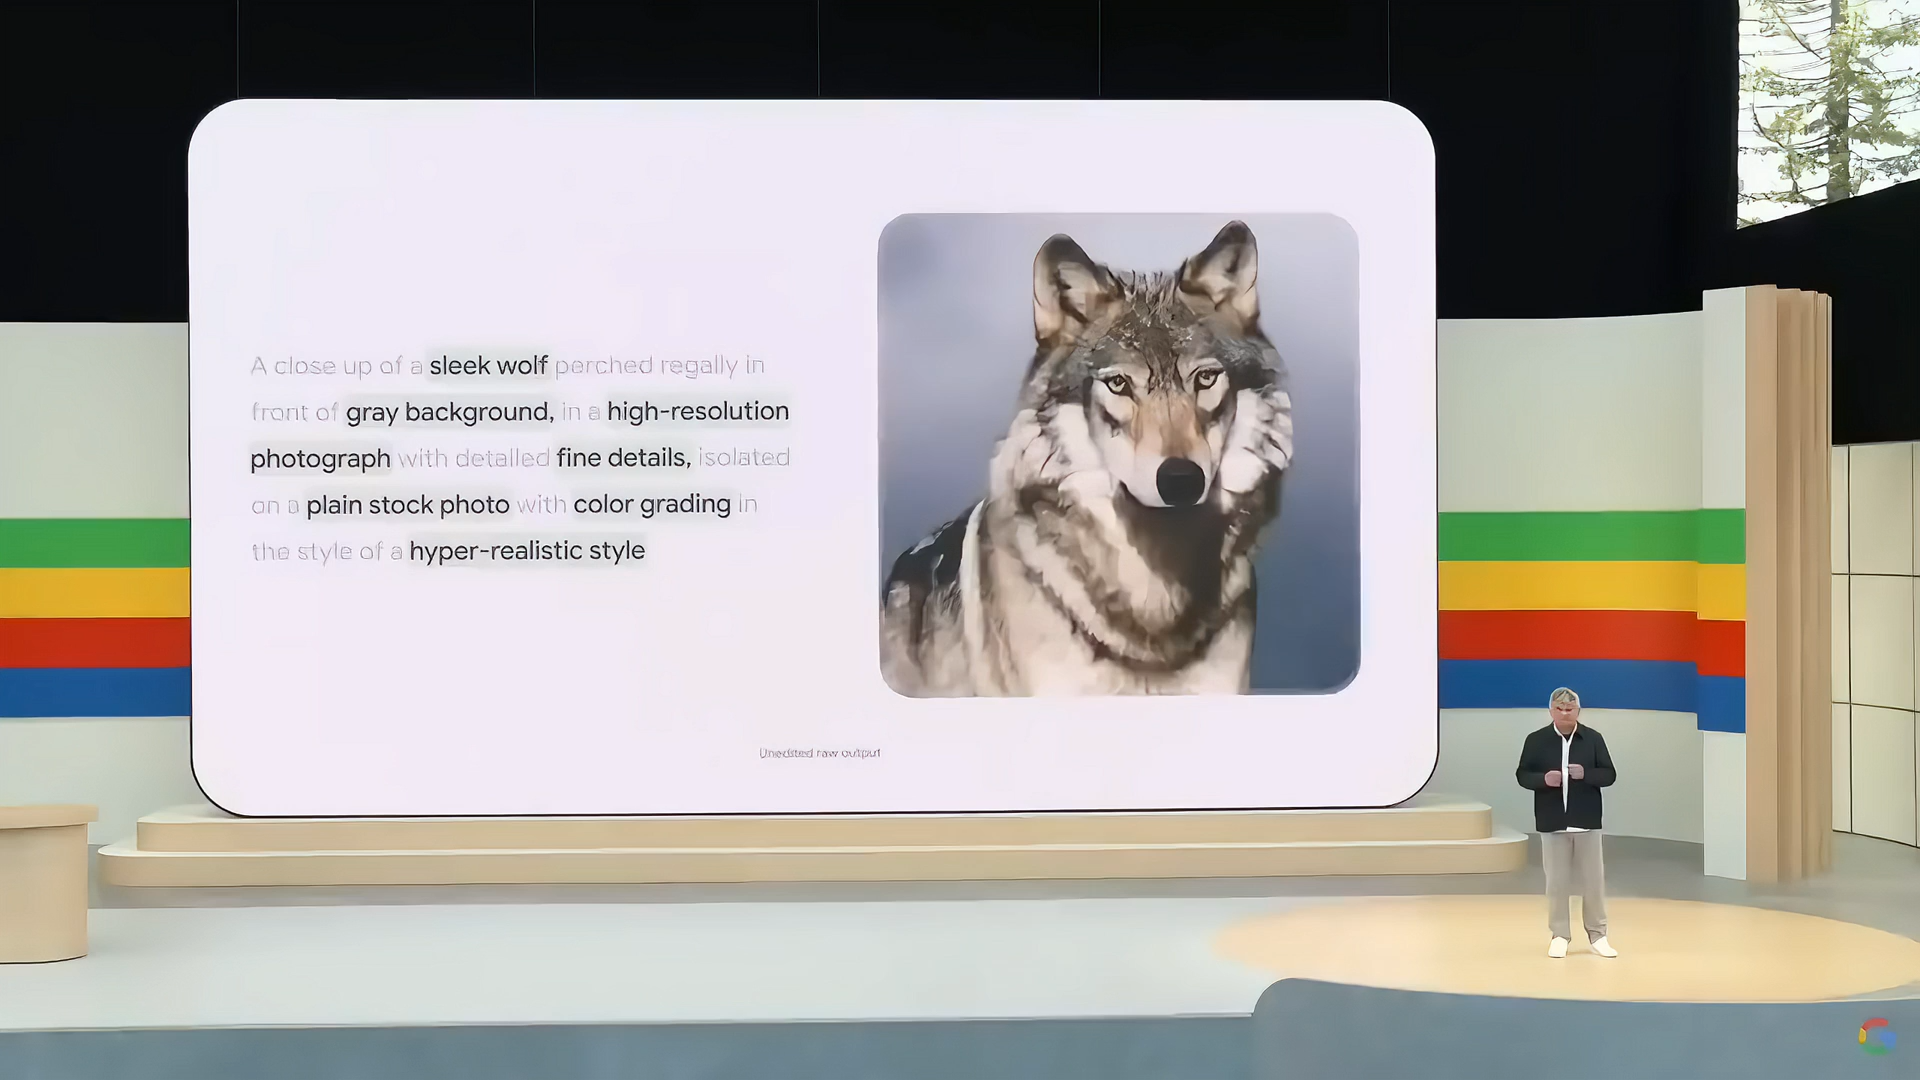 A close up of a sleek wolf perched regally in
front of gray background, in a high-resolution
photograph with detailed fine details, isolated
on a plain stock photo with color grading in
the style of a hyper-realistic style
Unedited raw output